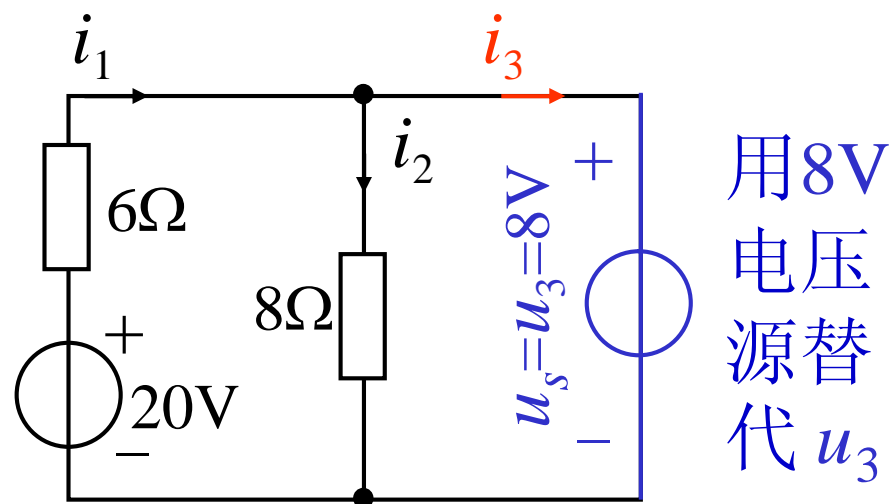 i₁
i₃
i₂
6Ω
+
20V
−
8Ω
+
uₛ=u₃=8V
−
用8V
电压
源替
代 u₃